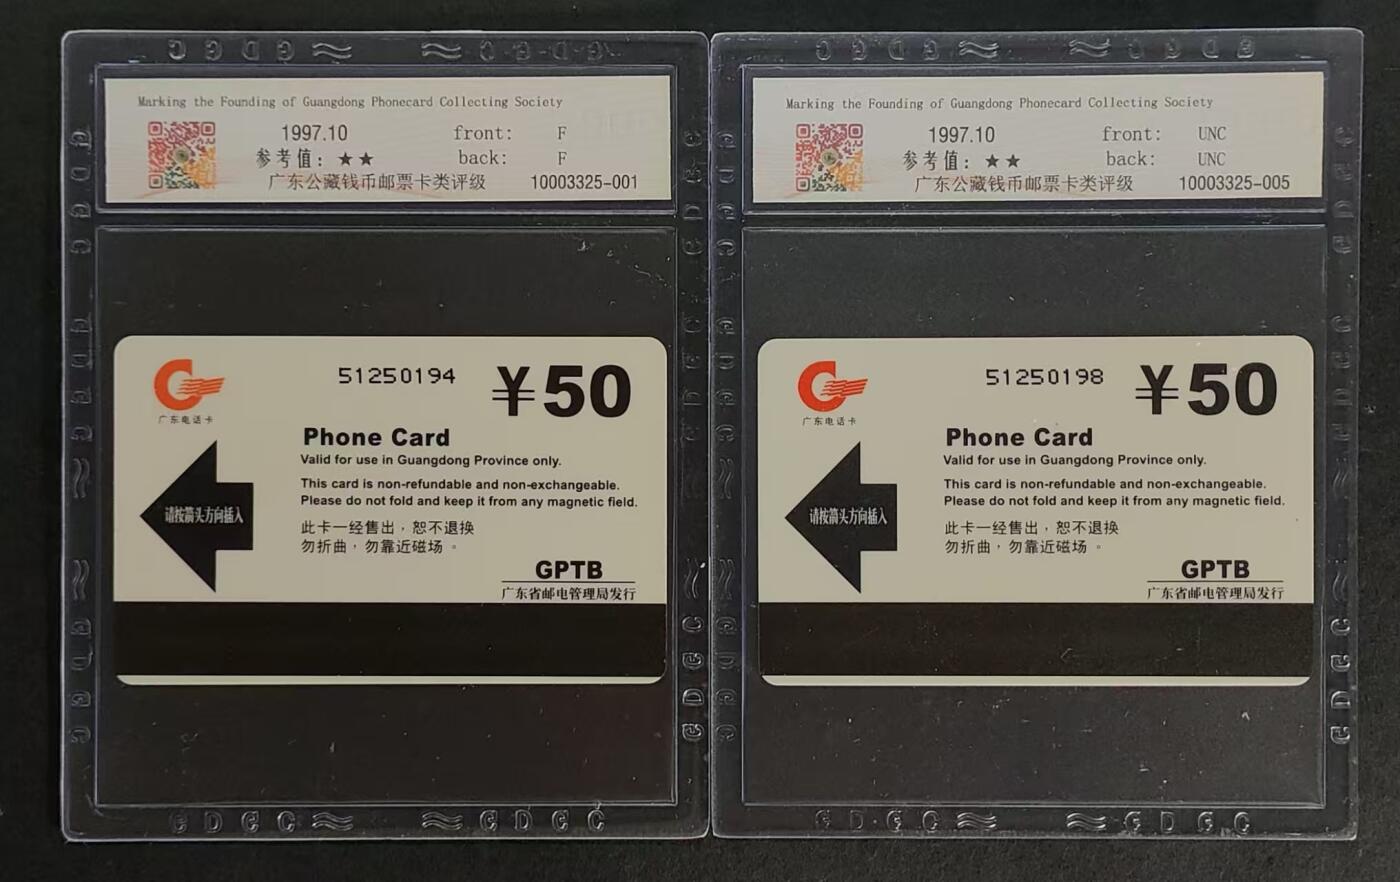 Marking the Founding of Guangdong Phonecard Collecting Society
1997.10 front: F
参考值：★★ back: F
广东公藏钱币邮票卡类评级 10003325-001
51250194 ¥50
广东电话卡
Phone Card
Valid for use in Guangdong Province only.
This card is non-refundable and non-exchangeable.
Please do not fold and keep it from any magnetic field.
请按箭头方向插入
此卡一经售出，恕不退换
勿折曲，勿靠近磁场。
GPTB
广东省邮电管理局发行
Marking the Founding of Guangdong Phonecard Collecting Society
1997.10 front: UNC
参考值：★★ back: UNC
广东公藏钱币邮票卡类评级 10003325-005
51250198 ¥50
广东电话卡
Phone Card
Valid for use in Guangdong Province only.
This card is non-refundable and non-exchangeable.
Please do not fold and keep it from any magnetic field.
请按箭头方向插入
此卡一经售出，恕不退换
勿折曲，勿靠近磁场。
GPTB
广东省邮电管理局发行